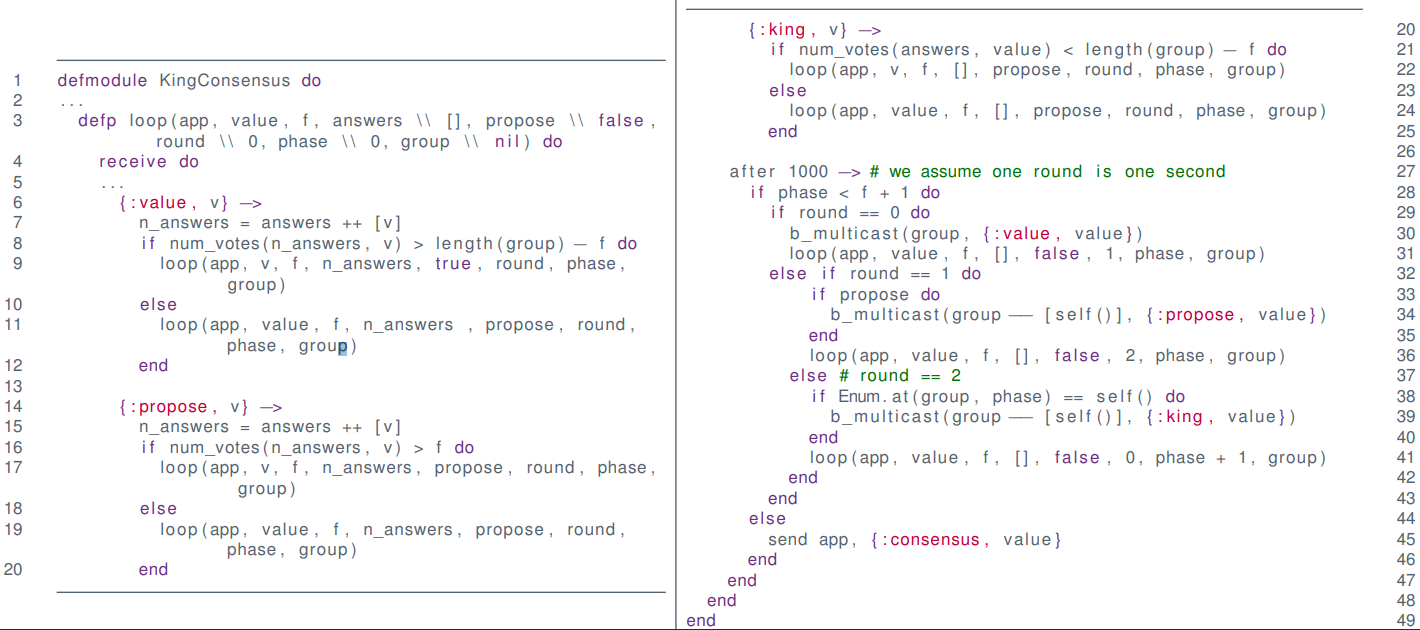 1 defmodule KingConsensus do
2 ...
3 defp loop(app, value, f, answers \\ [], propose \\ false,
round \\ 0, phase \\ 0, group \\ nil) do
4 receive do
5 ...
6 {:value, v} —>
7 n_answers = answers ++ [v]
8 if num_votes(n_answers, v) > length(group) — f do
9 loop(app, v, f, n_answers, true, round, phase,
group)
10 else
11 loop(app, value, f, n_answers , propose, round,
phase, group)
12 end
13
14 {:propose, v} —>
15 n_answers = answers ++ [v]
16 if num_votes(n_answers, v) > f do
17 loop(app, v, f, n_answers, propose, round, phase,
group)
18 else
19 loop(app, value, f, n_answers, propose, round,
phase, group)
20 end
{:king, v} —> 20
if num_votes(answers, value) < length(group) — f do 21
loop(app, v, f, [], propose, round, phase, group) 22
else 23
loop(app, value, f, [], propose, round, phase, group) 24
end 25
26
after 1000 —> # we assume one round is one second 27
if phase < f + 1 do 28
if round == 0 do 29
b_multicast(group, {:value, value}) 30
loop(app, value, f, [], false, 1, phase, group) 31
else if round == 1 do 32
if propose do 33
b_multicast(group —— [self()], {:propose, value}) 34
end 35
loop(app, value, f, [], false, 2, phase, group) 36
else # round == 2 37
if Enum.at(group, phase) == self() do 38
b_multicast(group —— [self()], {:king, value}) 39
end 40
loop(app, value, f, [], false, 0, phase + 1, group) 41
end 42
end 43
else 44
send app, {:consensus, value} 45
end 46
end 47
end 48
end 49